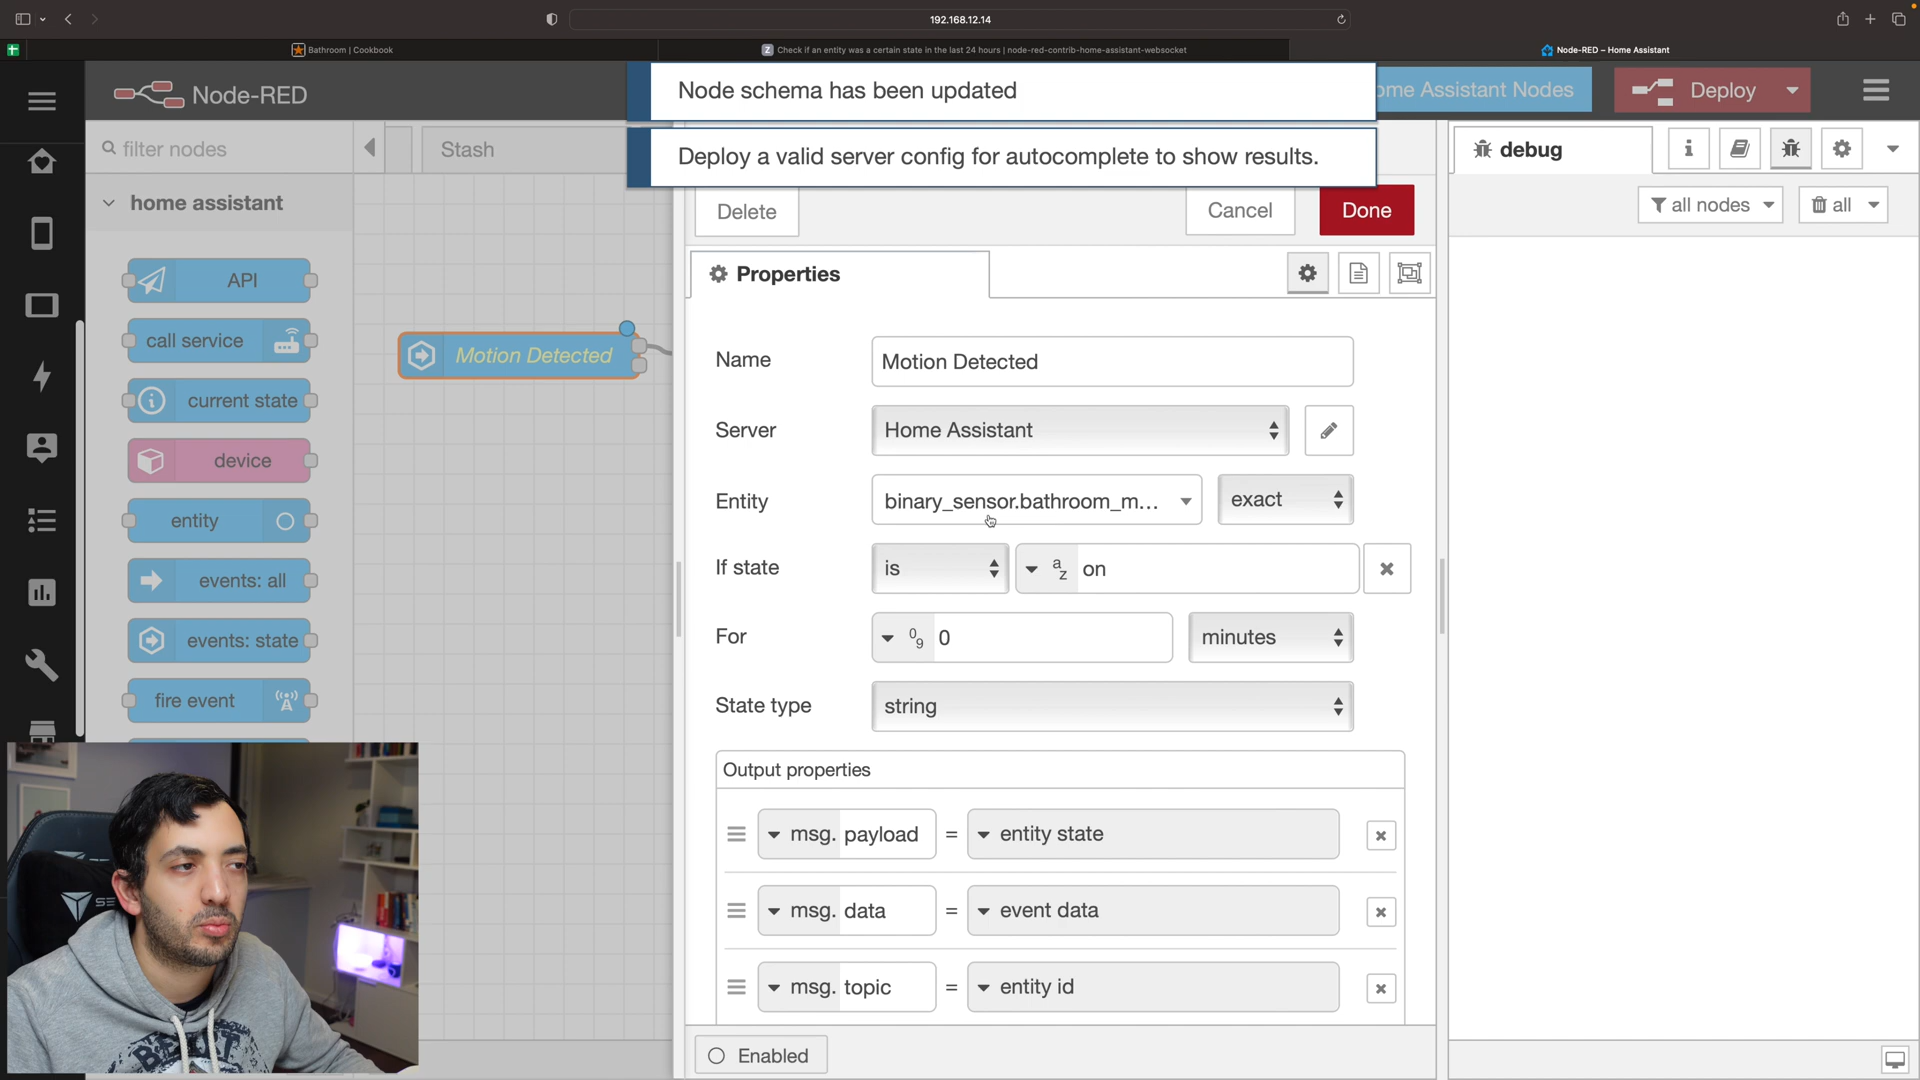 192.168.12.14
Bathroom | Cookbook
Check if an entity was a certain state in the last 24 hours | node-red-contrib-home-assistant-websocket
Node-RED – Home Assistant
Node-RED
Node schema has been updated
Deploy a valid server config for autocomplete to show results.
ome Assistant Nodes
Deploy
filter nodes
Stash
debug
all nodes
all
home assistant
API
call service
current state
device
entity
events: all
events: state
fire event
Motion Detected
Delete
Cancel
Done
Properties
Name
Motion Detected
Server
Home Assistant
Entity
binary_sensor.bathroom_m...
exact
If state
is
on
For
0
minutes
State type
string
Output properties
msg. payload = entity state
msg. data = event data
msg. topic = entity id
Enabled